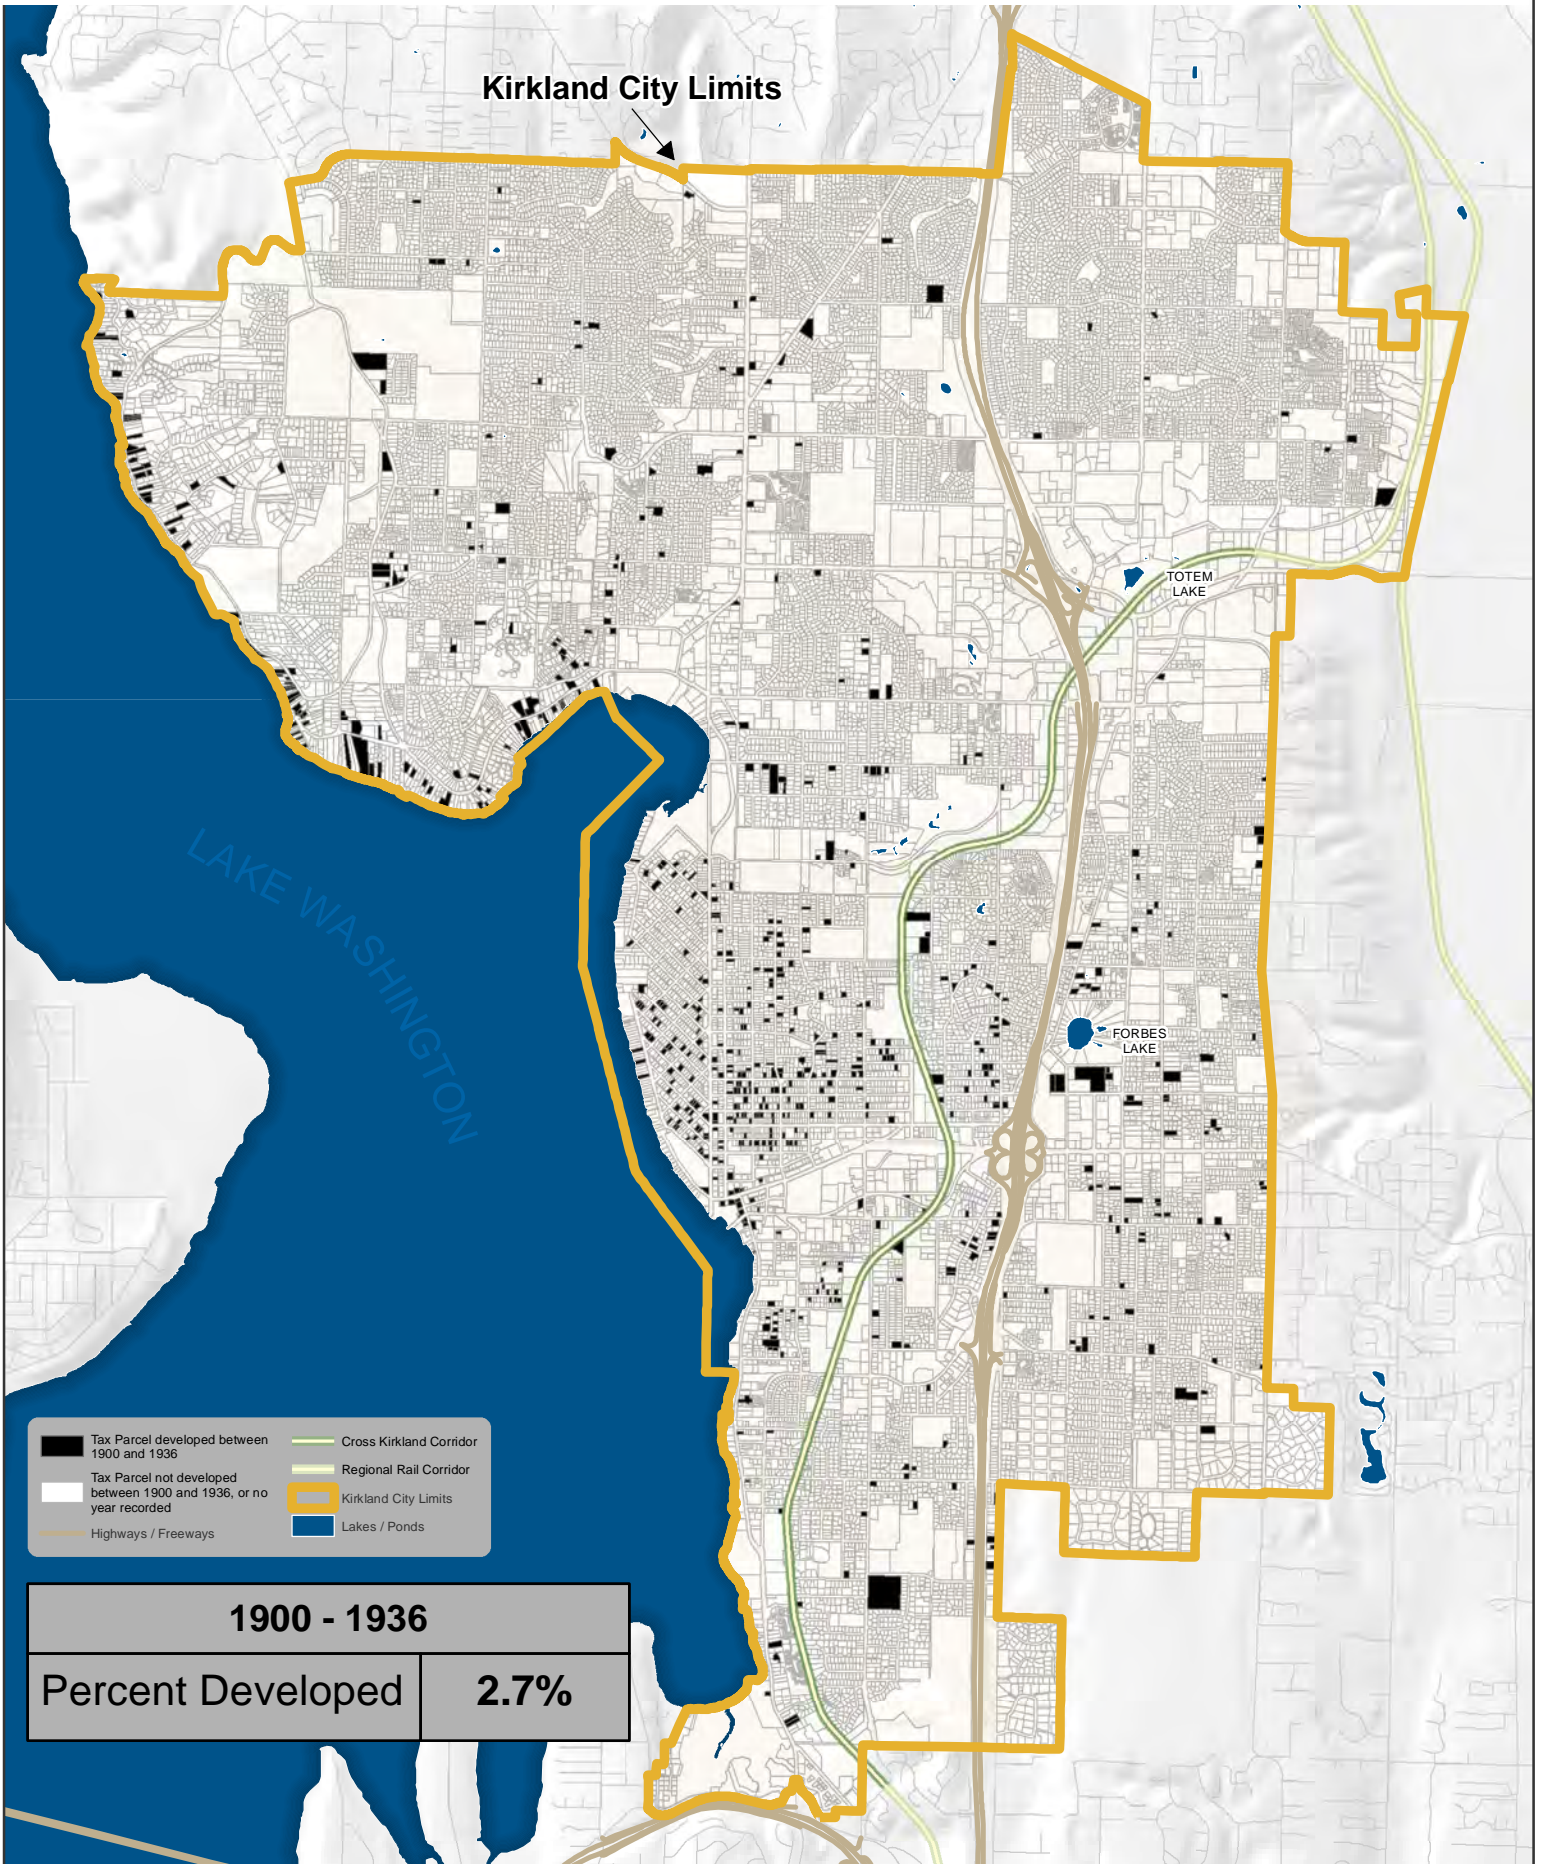 Kirkland City Limits
TOTEM
LAKE
LAKE WASHINGTON
FORBES
LAKE
Tax Parcel developed between
1900 and 1936
Tax Parcel not developed
between 1900 and 1936, or no
year recorded
Highways / Freeways
Cross Kirkland Corridor
Regional Rail Corridor
Kirkland City Limits
Lakes / Ponds
1900 - 1936
Percent Developed 2.7%